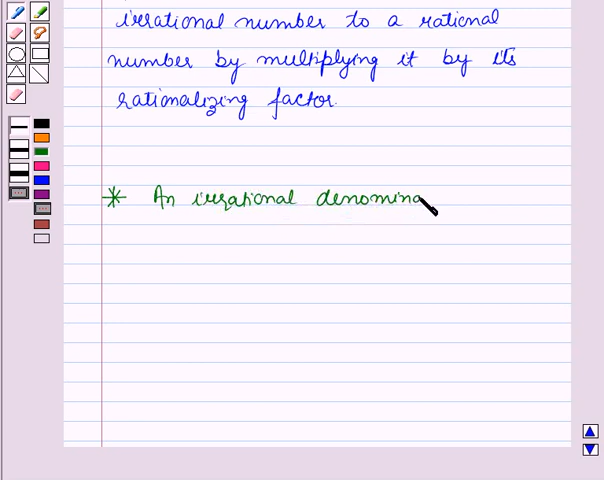 irrational number to a rational
number by multiplying it by its
rationalizing factor.
* An irrational denomina